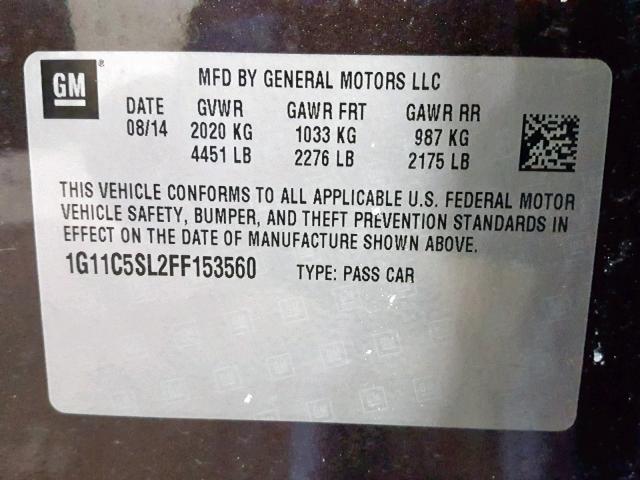 GM ®
MFD BY GENERAL MOTORS LLC
DATE GVWR GAWR FRT GAWR RR
08/14 2020 KG 1033 KG 987 KG
4451 LB 2276 LB 2175 LB
THIS VEHICLE CONFORMS TO ALL APPLICABLE U.S. FEDERAL MOTOR
VEHICLE SAFETY, BUMPER, AND THEFT PREVENTION STANDARDS IN
EFFECT ON THE DATE OF MANUFACTURE SHOWN ABOVE.
1G11C5SL2FF153560 TYPE: PASS CAR